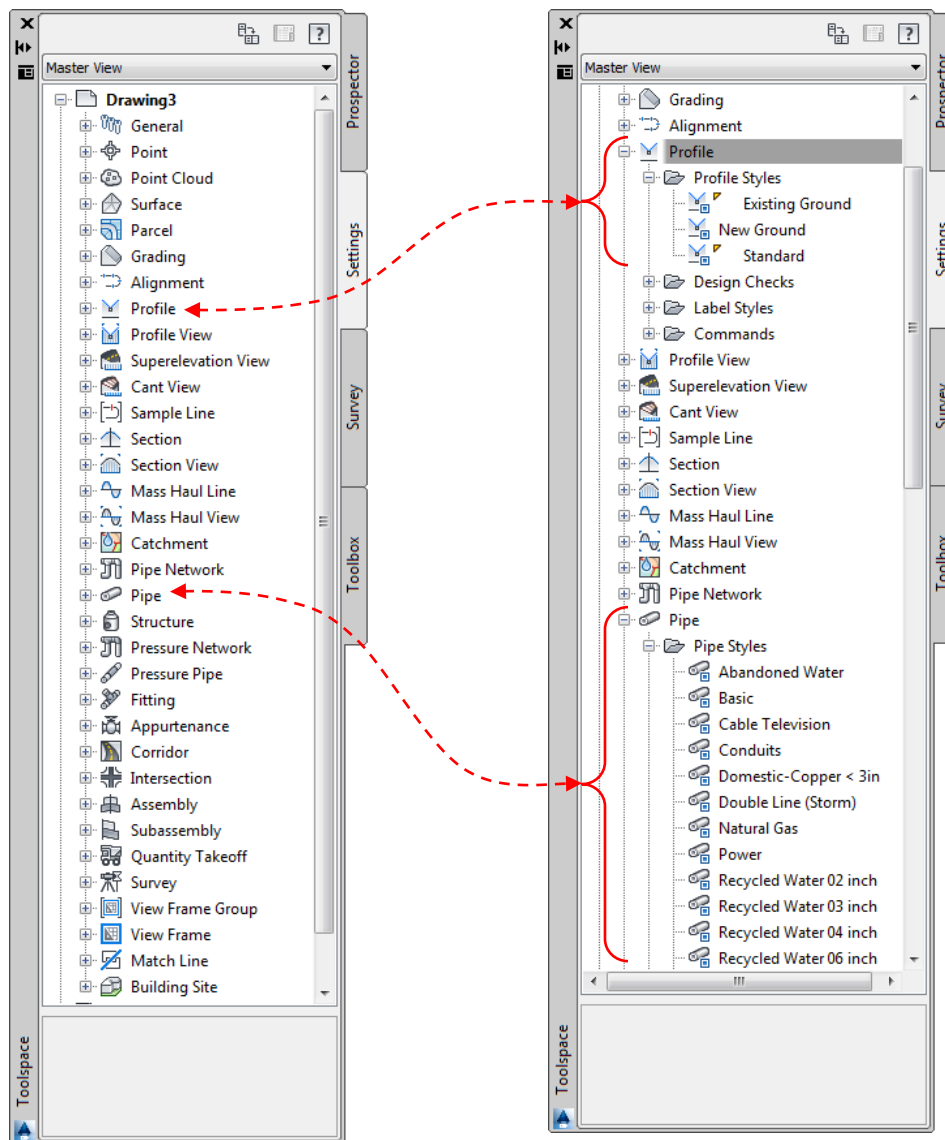 Master View
Drawing3
General
Point
Point Cloud
Surface
Parcel
Grading
Alignment
Profile
Profile View
Superelevation View
Cant View
Sample Line
Section
Section View
Mass Haul Line
Mass Haul View
Catchment
Pipe Network
Pipe
Structure
Pressure Network
Pressure Pipe
Fitting
Appurtenance
Corridor
Intersection
Assembly
Subassembly
Quantity Takeoff
Survey
View Frame Group
View Frame
Match Line
Building Site
Prospector
Settings
Survey
Toolbox
Toolspace
Master View
Grading
Alignment
Profile
Profile Styles
Existing Ground
New Ground
Standard
Design Checks
Label Styles
Commands
Profile View
Superelevation View
Cant View
Sample Line
Section
Section View
Mass Haul Line
Mass Haul View
Catchment
Pipe Network
Pipe
Pipe Styles
Abandoned Water
Basic
Cable Television
Conduits
Domestic-Copper < 3in
Double Line (Storm)
Natural Gas
Power
Recycled Water 02 inch
Recycled Water 03 inch
Recycled Water 04 inch
Recycled Water 06 inch
Prospector
Settings
Survey
Toolbox
Toolspace